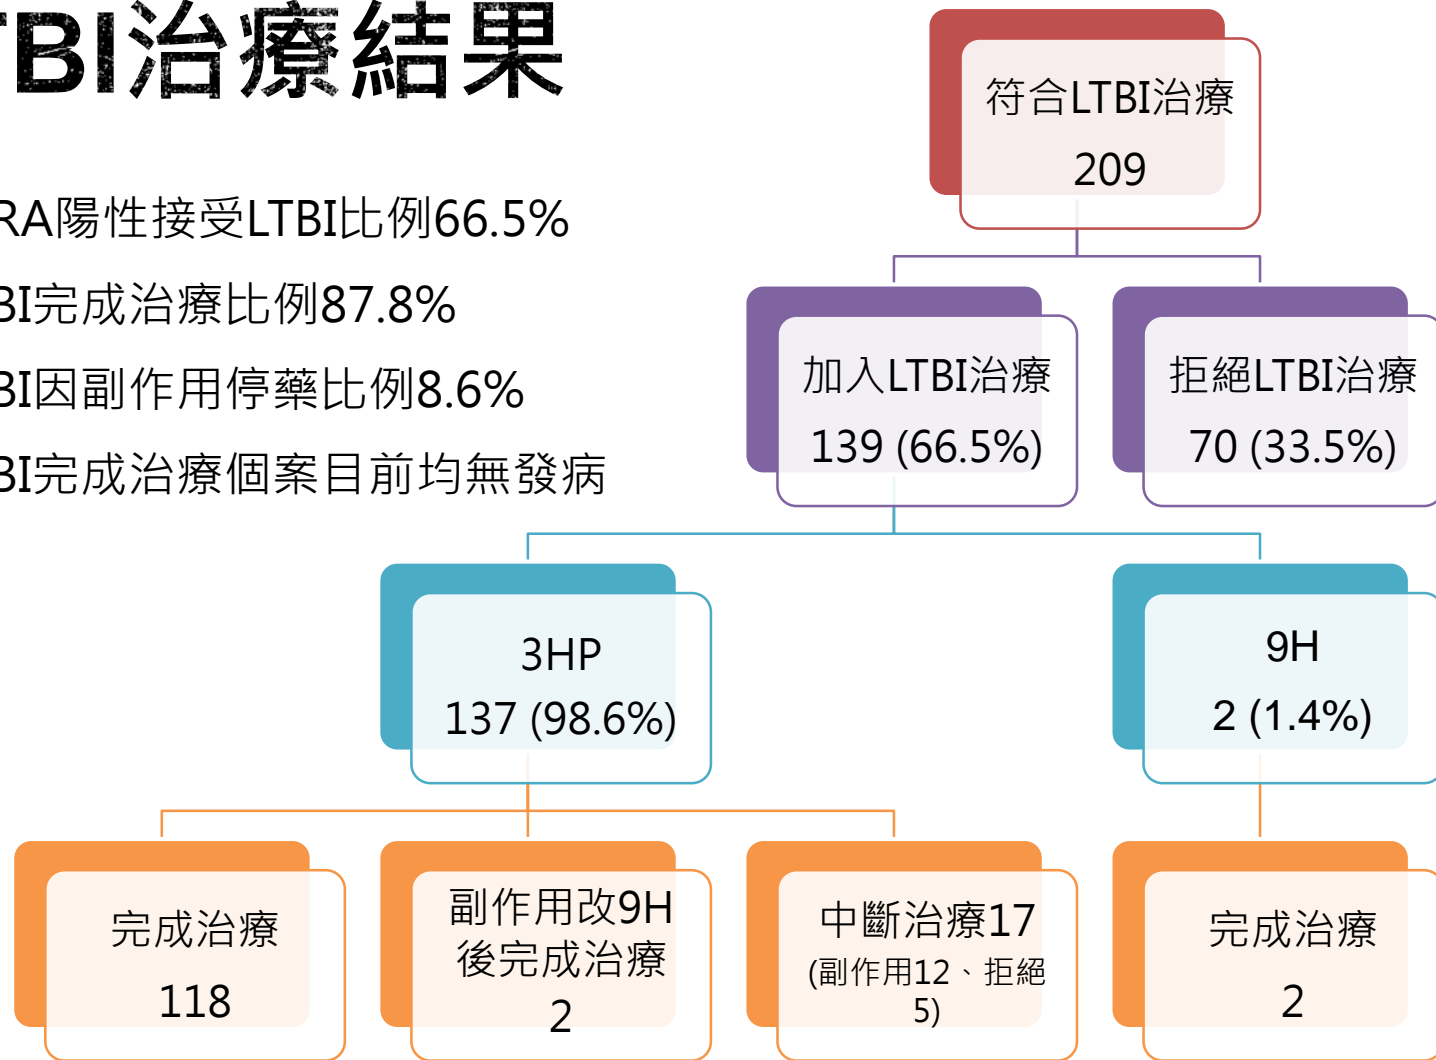 TBI治療結果
RA陽性接受LTBI比例66.5%
BI完成治療比例87.8%
BI因副作用停藥比例8.6%
BI完成治療個案目前均無發病
符合LTBI治療
209
加入LTBI治療
139 (66.5%)
拒絕LTBI治療
70 (33.5%)
3HP
137 (98.6%)
9H
2 (1.4%)
完成治療
118
副作用改9H
後完成治療
2
中斷治療17
(副作用12、拒絕
5)
完成治療
2